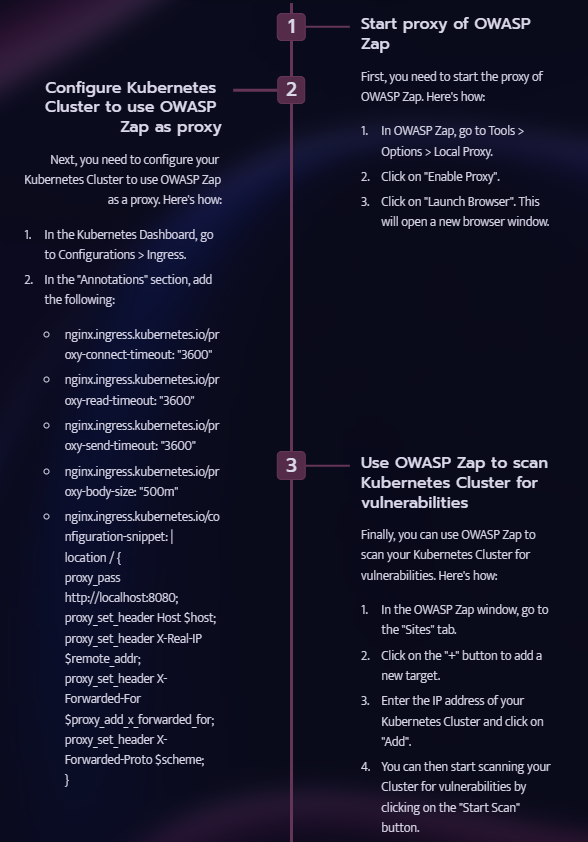 1
Start proxy of OWASP
Zap
First, you need to start the proxy of
OWASP Zap. Here's how:
1. In OWASP Zap, go to Tools >
Options > Local Proxy.
2. Click on "Enable Proxy".
3. Click on "Launch Browser". This
will open a new browser window.
2
Configure Kubernetes
Cluster to use OWASP
Zap as proxy
Next, you need to configure your
Kubernetes Cluster to use OWASP Zap
as a proxy. Here's how:
1. In the Kubernetes Dashboard, go
to Configurations > Ingress.
2. In the "Annotations" section, add
the following:
nginx.ingress.kubernetes.io/pr
oxy-connect-timeout: "3600"
nginx.ingress.kubernetes.io/pr
oxy-read-timeout: "3600"
nginx.ingress.kubernetes.io/pr
oxy-send-timeout: "3600"
nginx.ingress.kubernetes.io/pr
oxy-body-size: "500m"
nginx.ingress.kubernetes.io/co
nfiguration-snippet: |
location / {
proxy_pass
http://localhost:8080;
proxy_set_header Host $host;
proxy_set_header X-Real-IP
$remote_addr;
proxy_set_header X-
Forwarded-For
$proxy_add_x_forwarded_for;
proxy_set_header X-
Forwarded-Proto $scheme;
}
3
Use OWASP Zap to scan
Kubernetes Cluster for
vulnerabilities
Finally, you can use OWASP Zap to
scan your Kubernetes Cluster for
vulnerabilities. Here's how:
1. In the OWASP Zap window, go to
the "Sites" tab.
2. Click on the "+" button to add a
new target.
3. Enter the IP address of your
Kubernetes Cluster and click on
"Add".
4. You can then start scanning your
Cluster for vulnerabilities by
clicking on the "Start Scan"
button.